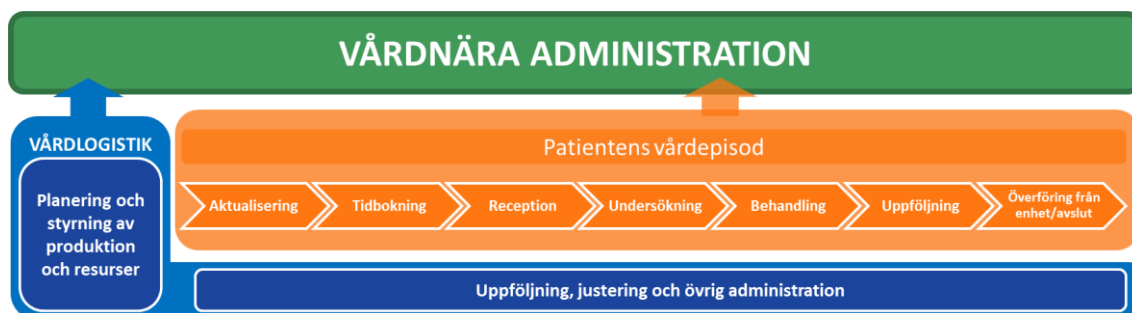 VÅRDNÄRA ADMINISTRATION
VÅRDLOGISTIK
Planering och
styrning av
produktion
och resurser
Patientens vårdepisod
Aktualisering
Tidbokning
Reception
Undersökning
Behandling
Uppföljning
Överföring från
enhet/avslut
Uppföljning, justering och övrig administration